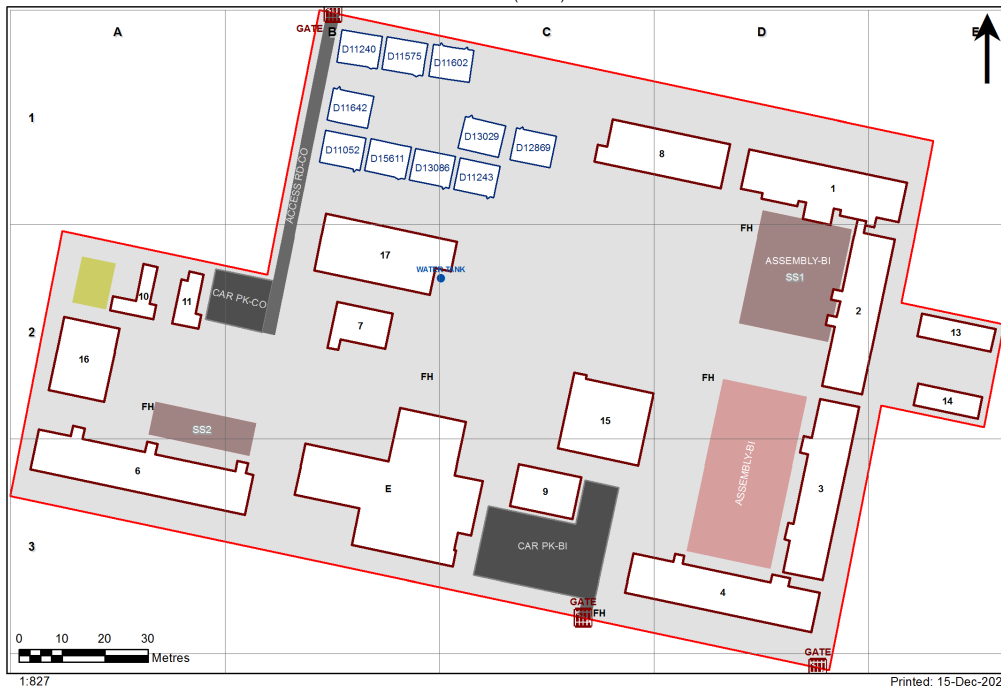 A
B
C
D
E
GATE
D11240
D11575
D11602
D11642
1
D13029
D12869
8
D11052
D15611
D13086
D11243
ACCESS RD-CO
1
FH
17
ASSEMBLY-BI
SS1
WATER TANK
10
11
CAR PK-CO
2
7
2
13
16
FH
FH
14
FH
SS2
15
6
E
9
ASSEMBLY-BI
3
3
CAR PK-BI
4
GATE
FH
GATE
0 10 20 30
Metres
1:827
Printed: 15-Dec-202